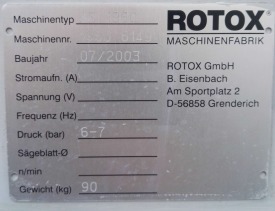 ROTOX
Maschinentyp
MASCHINENFABRIK
Maschinennr.
Baujahr 07/2003
ROTOX GmbH
Stromaufn. (A)
B. Eisenbach
Spannung (V)
Am Sportplatz 2
D-56858 Grenderich
Frequenz (Hz)
Druck (bar) 6-7
Sägeblatt-Ø
n/min
Gewicht (kg) 90